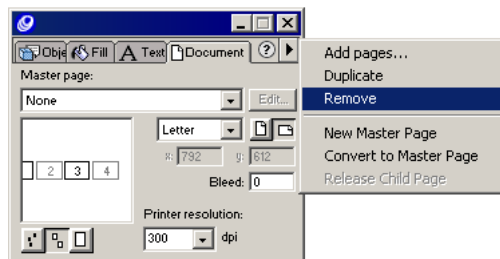 Obje Fill A Text Document ?
Master page:
None Edit...
Letter
x: 792 y: 612
2 3 4
Bleed: 0
Printer resolution:
300 dpi
Add pages...
Duplicate
Remove
New Master Page
Convert to Master Page
Release Child Page